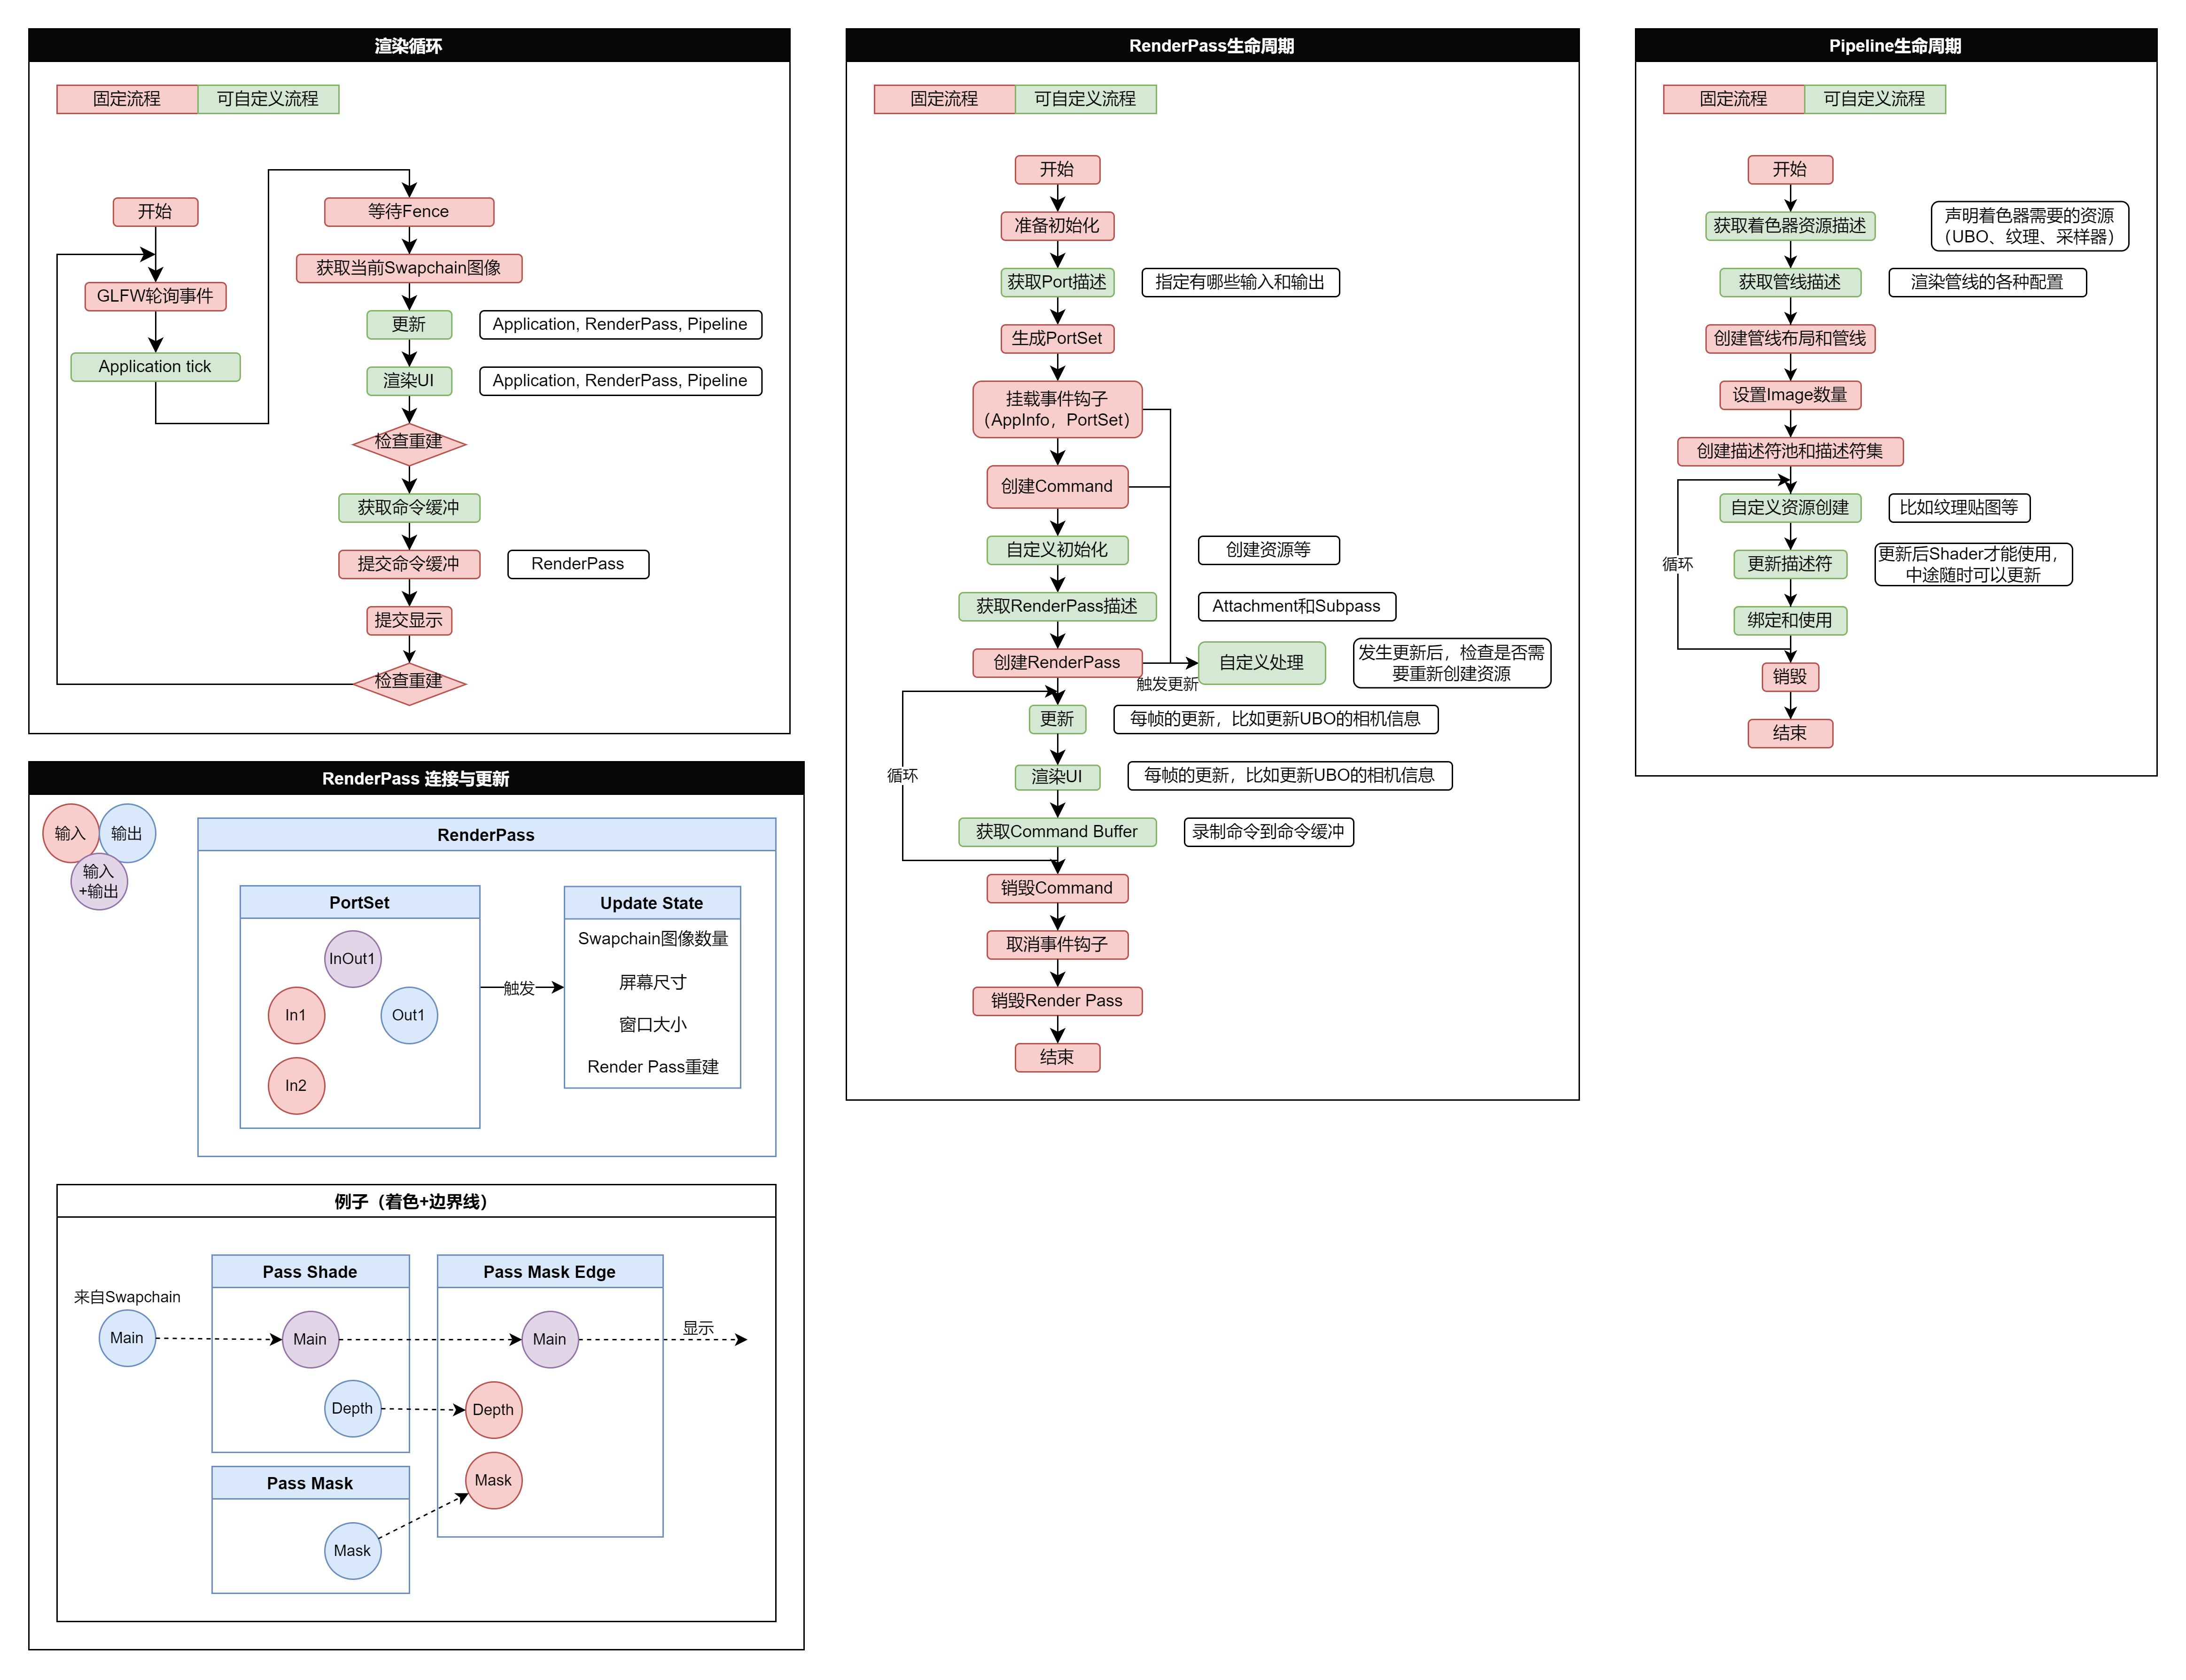 渲染循环
固定流程
可自定义流程
开始
GLFW轮询事件
Application tick
等待Fence
获取当前Swapchain图像
更新
Application, RenderPass, Pipeline
渲染UI
Application, RenderPass, Pipeline
检查重建
获取命令缓冲
提交命令缓冲
RenderPass
提交显示
检查重建
RenderPass 连接与更新
输入
输出
输入
+输出
RenderPass
PortSet
InOut1
In1
Out1
In2
触发
Update State
Swapchain图像数量
屏幕尺寸
窗口大小
Render Pass重建
例子（着色+边界线）
来自Swapchain
Main
Pass Shade
Main
Depth
Pass Mask
Mask
Pass Mask Edge
Main
Depth
Mask
显示
RenderPass生命周期
固定流程
可自定义流程
开始
准备初始化
获取Port描述
指定有哪些输入和输出
生成PortSet
挂载事件钩子
（AppInfo，PortSet）
创建Command
自定义初始化
创建资源等
获取RenderPass描述
Attachment和Subpass
创建RenderPass
触发更新
自定义处理
发生更新后，检查是否需
要重新创建资源
更新
每帧的更新，比如更新UBO的相机信息
循环
渲染UI
每帧的更新，比如更新UBO的相机信息
获取Command Buffer
录制命令到命令缓冲
销毁Command
取消事件钩子
销毁Render Pass
结束
Pipeline生命周期
固定流程
可自定义流程
开始
获取着色器资源描述
声明着色器需要的资源
（UBO、纹理、采样器）
获取管线描述
渲染管线的各种配置
创建管线布局和管线
设置Image数量
创建描述符池和描述符集
自定义资源创建
比如纹理贴图等
循环
更新描述符
更新后Shader才能使用，
中途随时可以更新
绑定和使用
销毁
结束